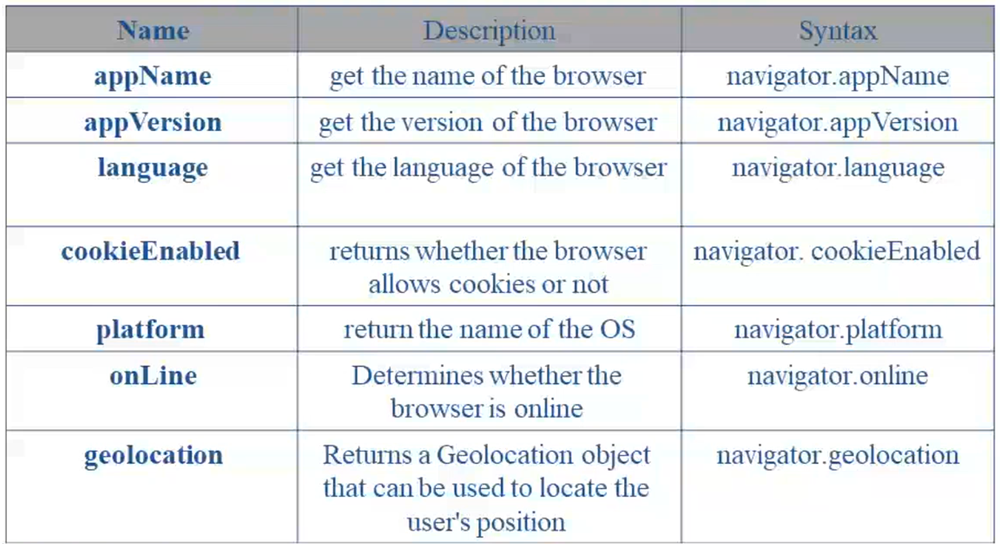 Name Description Syntax
appName get the name of the browser navigator.appName
appVersion get the version of the browser navigator.appVersion
language get the language of the browser navigator.language
cookieEnabled returns whether the browser navigator. cookieEnabled
allows cookies or not
platform return the name of the OS navigator.platform
onLine Determines whether the navigator.online
browser is online
geolocation Returns a Geolocation object navigator.geolocation
that can be used to locate the
user's position